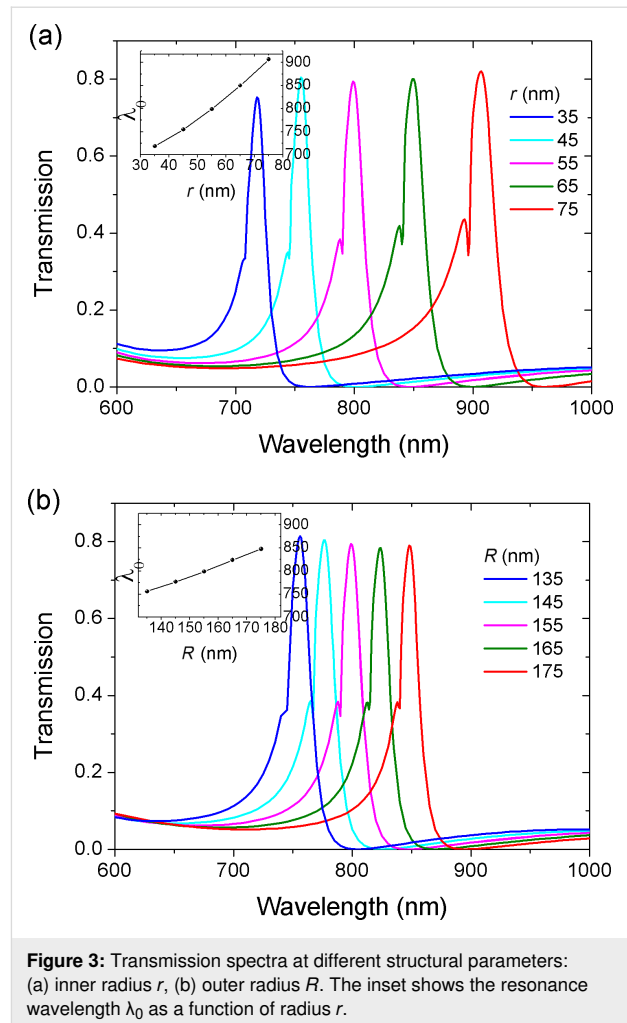 (a)
0.8
0.6
0.4
0.2
0.0
Transmission
600 700 800 900 1000
Wavelength (nm)
λ0
900
850
800
750
700
30 40 50 60 70 80
r (nm)
r (nm)
35
45
55
65
75
(b)
0.8
0.6
0.4
0.2
0.0
Transmission
600 700 800 900 1000
Wavelength (nm)
λ0
900
850
800
750
700
140 150 160 170 180
R (nm)
R (nm)
135
145
155
165
175
Figure 3: Transmission spectra at different structural parameters:
(a) inner radius r, (b) outer radius R. The inset shows the resonance
wavelength λ0 as a function of radius r.